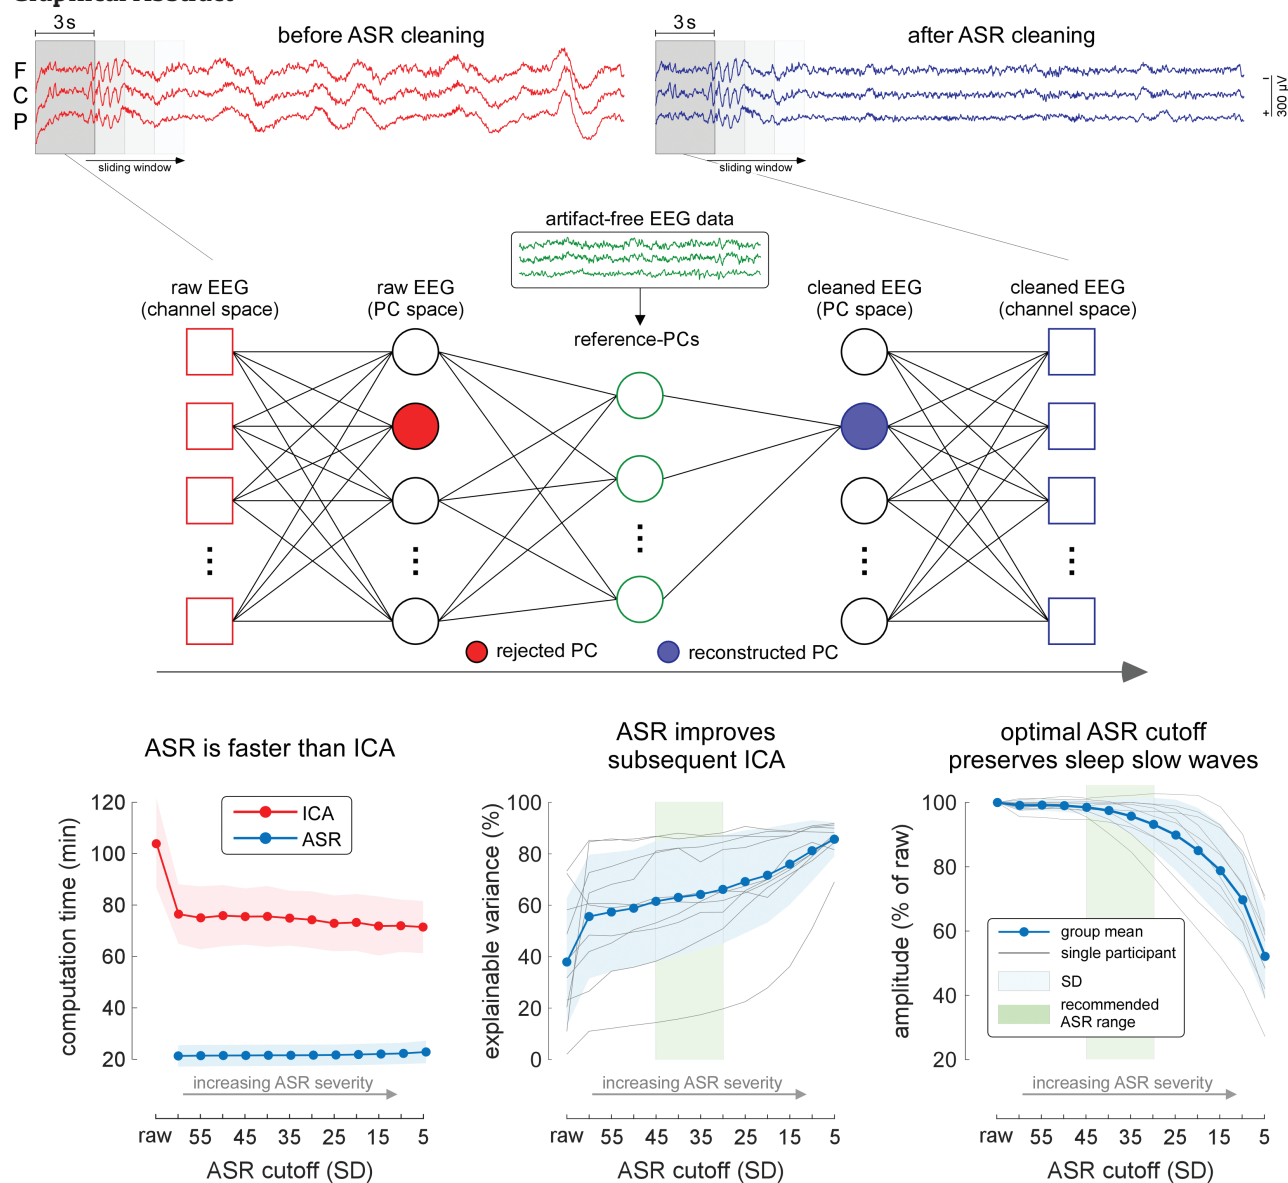 Graphical Abstract
3s
before ASR cleaning
3s
after ASR cleaning
F
C
P
sliding window
sliding window
−
+
300 µV
artifact-free EEG data
raw EEG
(channel space)
raw EEG
(PC space)
reference-PCs
cleaned EEG
(PC space)
cleaned EEG
(channel space)
rejected PC
reconstructed PC
ASR is faster than ICA
computation time (min)
120
100
80
60
40
20
ICA
ASR
increasing ASR severity
raw 55 45 35 25 15 5
ASR cutoff (SD)
ASR improves
subsequent ICA
explainable variance (%)
100
80
60
40
20
0
increasing ASR severity
raw 55 45 35 25 15 5
ASR cutoff (SD)
optimal ASR cutoff
preserves sleep slow waves
amplitude (% of raw)
100
80
60
40
20
group mean
single participant
SD
recommended
ASR range
increasing ASR severity
raw 55 45 35 25 15 5
ASR cutoff (SD)